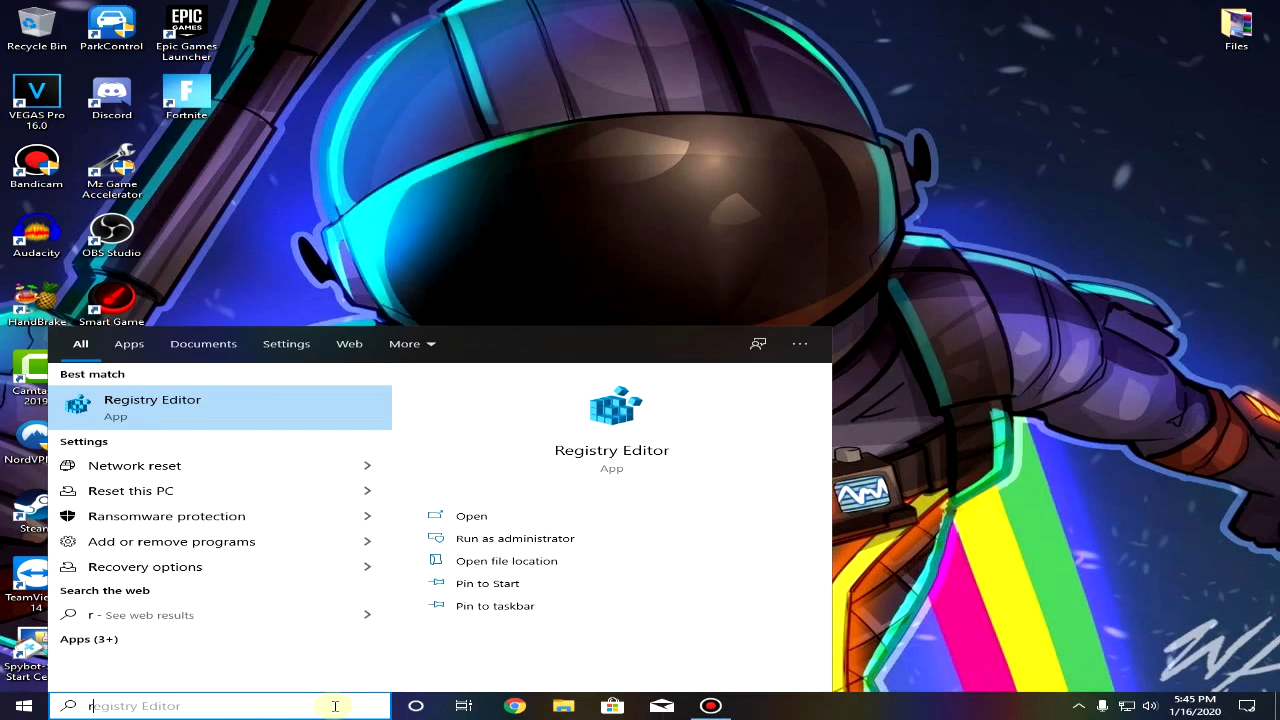 Recycle Bin
ParkControl
Epic Games
Launcher
EPIC
GAMES
Files
V
VEGAS Pro
16.0
Discord
F
Fortnite
Bandicam
Mz Game
Accelerator
Audacity
OBS Studio
HandBrake
Smart Game
2019
Steam
14
Start Ce
All
Apps
Documents
Settings
Web
More
Best match
Registry Editor
App
Settings
Network reset
Reset this PC
Ransomware protection
Add or remove programs
Recovery options
Search the web
r - See web results
Apps (3+)
Registry Editor
App
Open
Run as administrator
Open file location
Pin to Start
Pin to taskbar
registry Editor
5:45 PM
1/16/2020